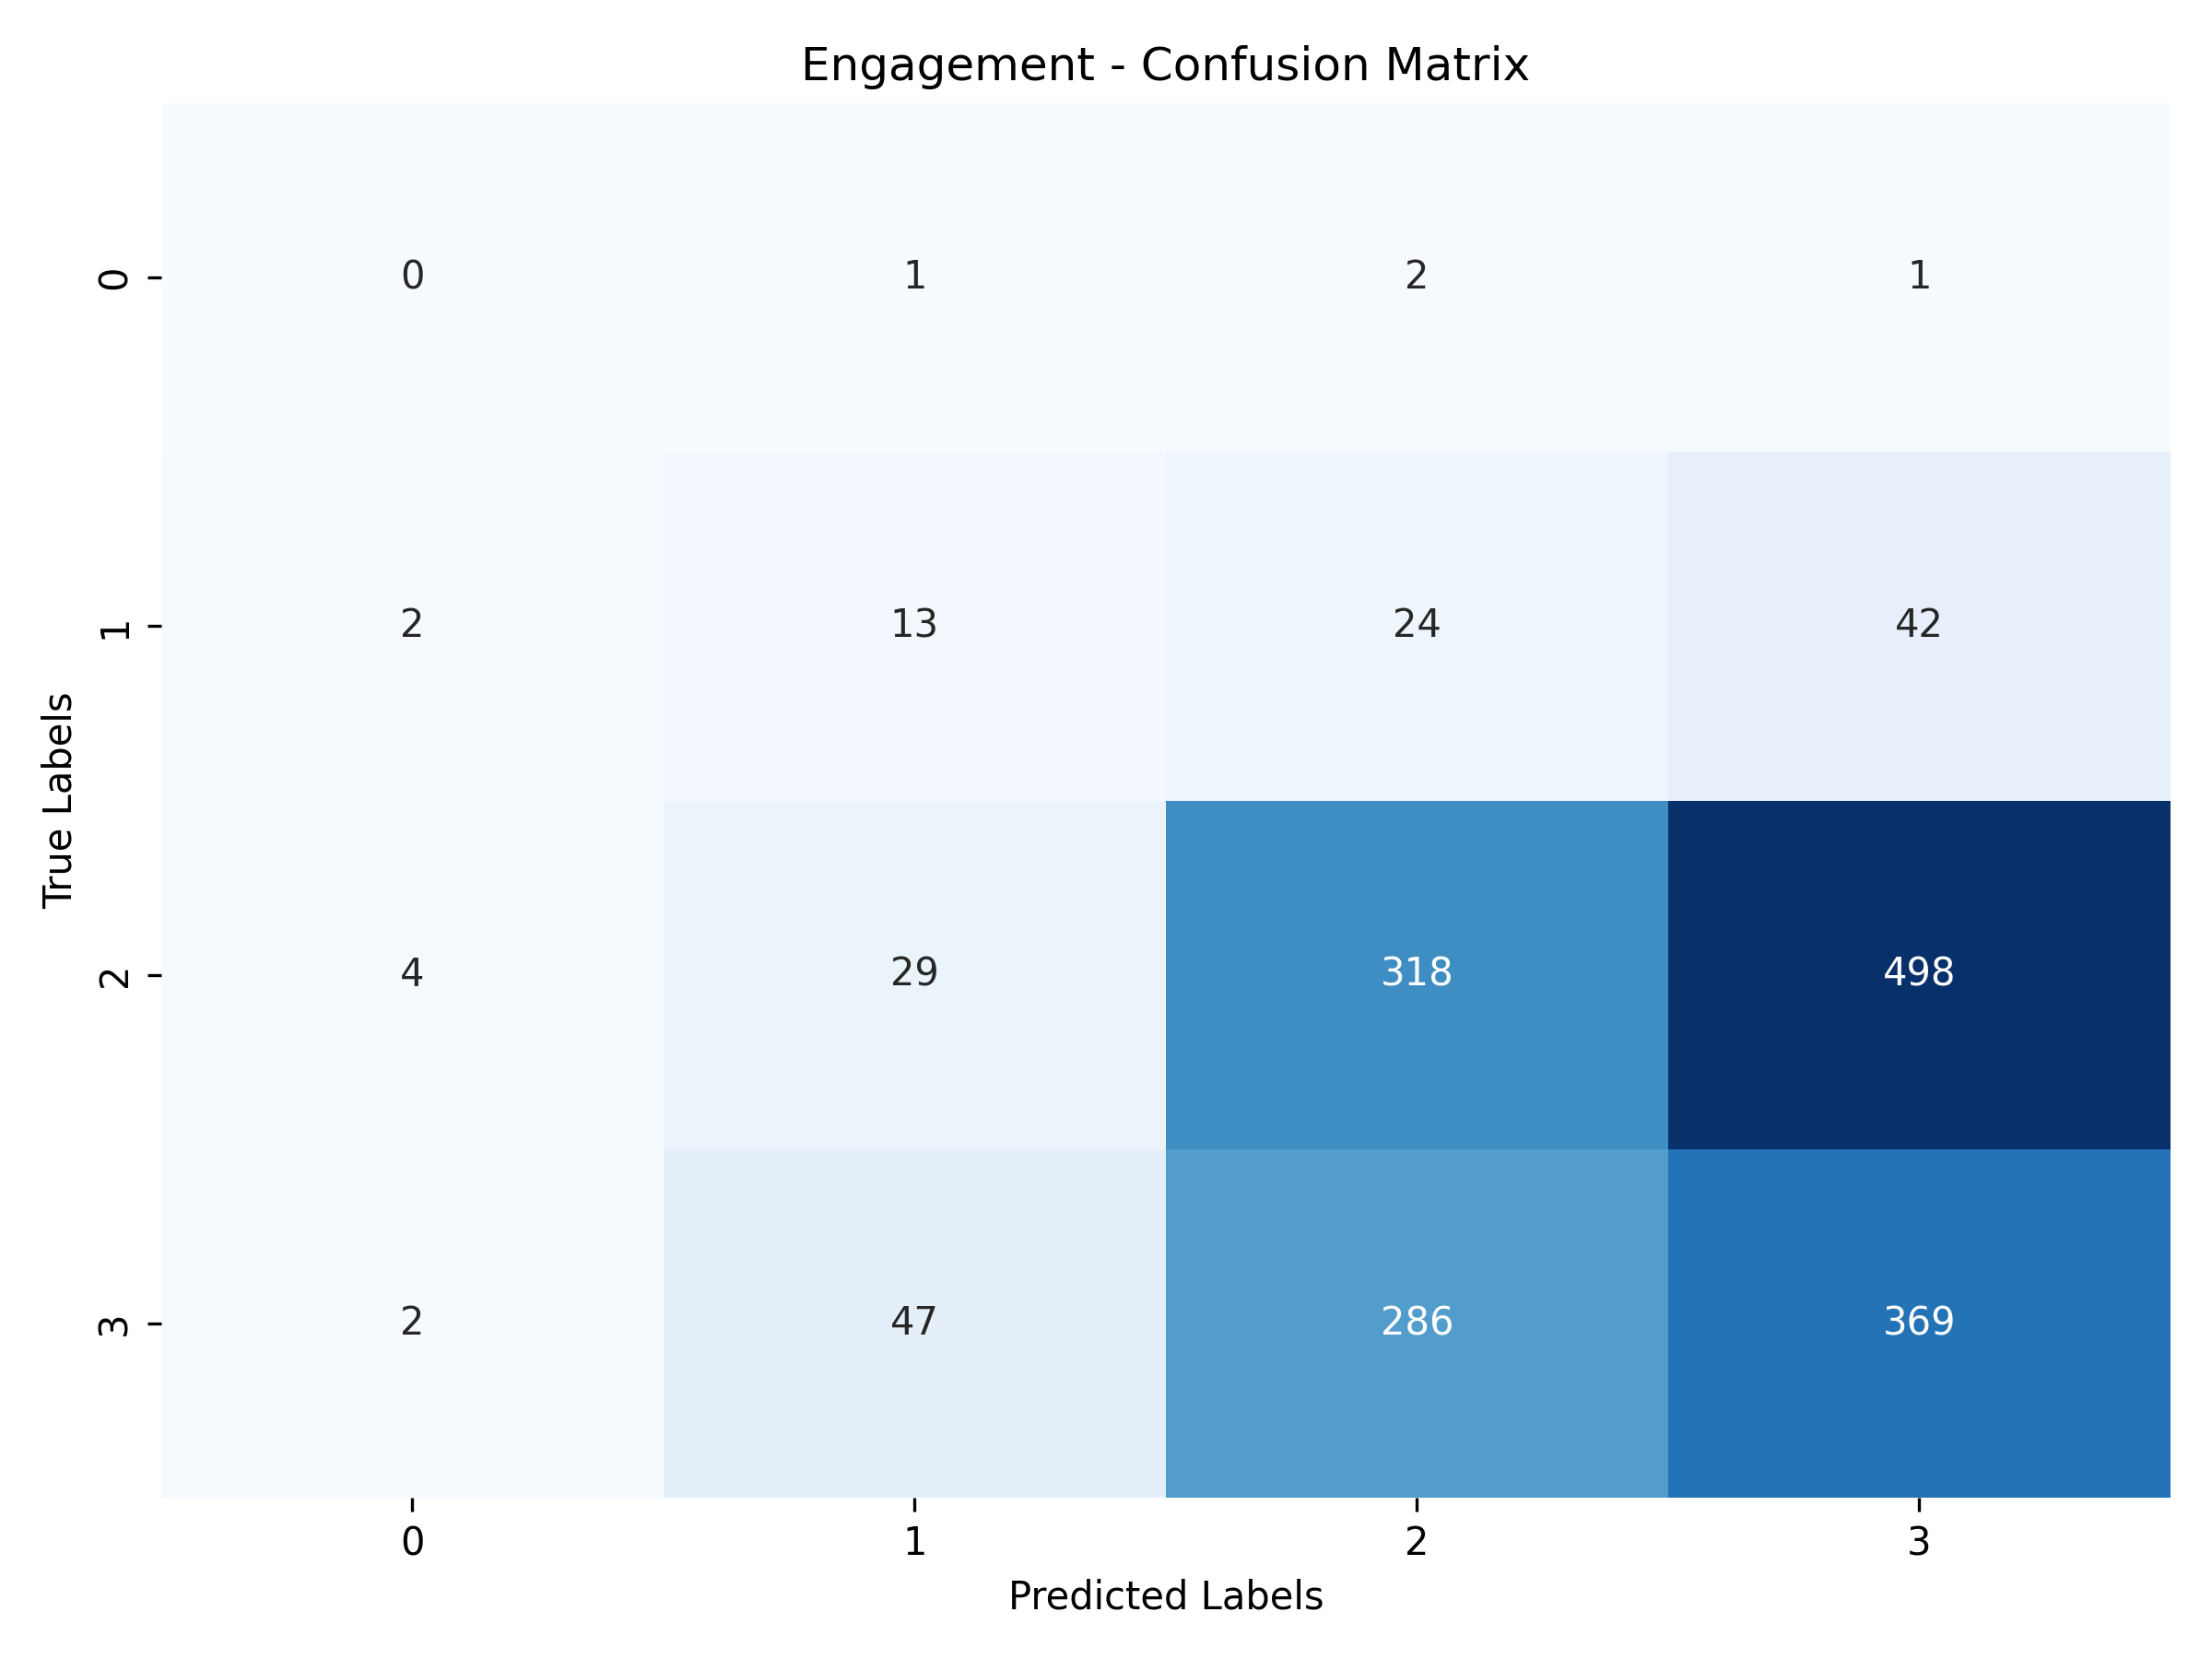 Engagement - Confusion Matrix
0 0 1 2 1
1 2 13 24 42
2 4 29 318 498
3 2 47 286 369
0 1 2 3
True Labels
Predicted Labels